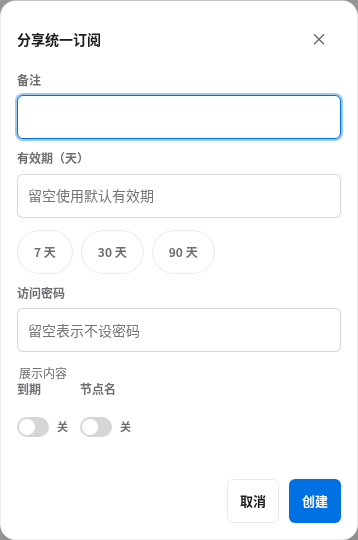 分享统一订阅
备注
有效期（天）
留空使用默认有效期
7 天 30 天 90 天
访问密码
留空表示不设密码
展示内容
到期 节点名
关 关
取消 创建